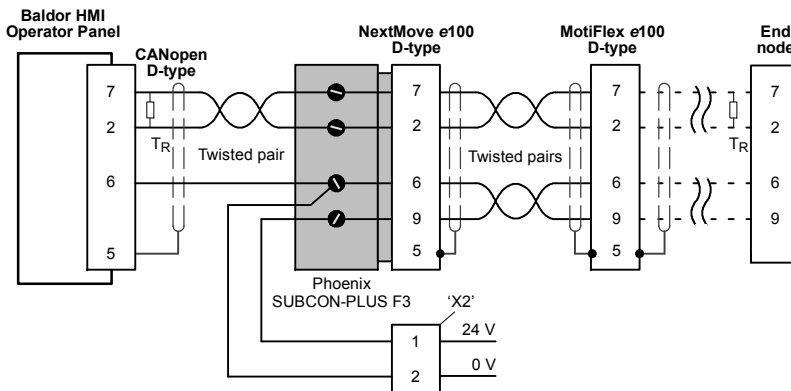 Baldor HMI
Operator Panel
CANopen
D-type
NextMove e100
D-type
MotiFlex e100
D-type
End
node
7
2
6
5
TR
Twisted pair
7
2
6
9
5
Twisted pairs
7
2
6
9
5
TR
7
2
6
9
Phoenix
SUBCON-PLUS F3
'X2'
1
2
24 V
0 V